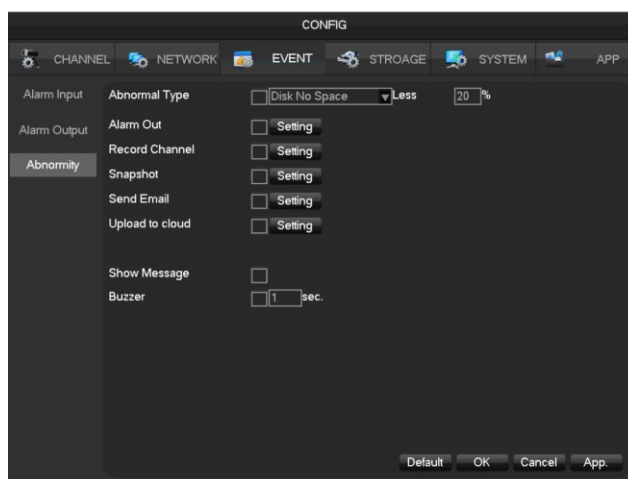 CONFIG
CHANNEL NETWORK EVENT STROAGE SYSTEM APP
Alarm Input
Alarm Output
Abnormity
Abnormal Type Disk No Space Less 20 %
Alarm Out Setting
Record Channel Setting
Snapshot Setting
Send Email Setting
Upload to cloud Setting
Show Message
Buzzer 1 sec.
Default OK Cancel App.